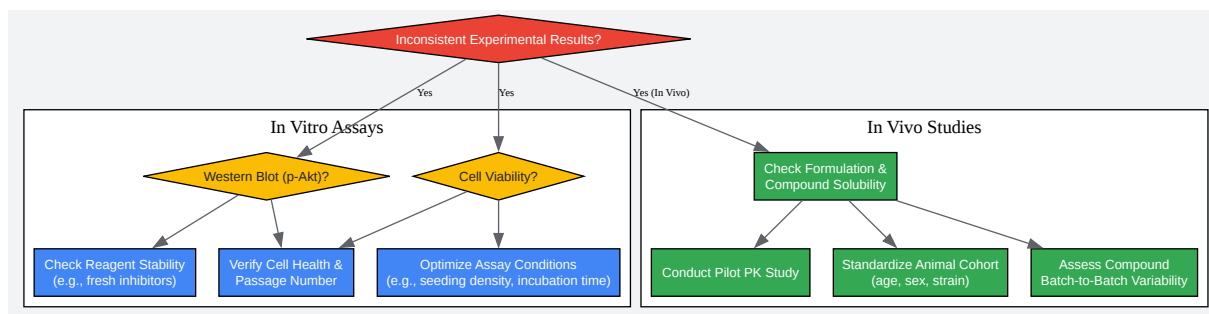 Inconsistent Experimental Results?
Yes
Yes
Yes (In Vivo)
In Vitro Assays
In Vivo Studies
Western Blot (p-Akt)?
Cell Viability?
Check Formulation &
Compound Solubility
Check Reagent Stability
(e.g., fresh inhibitors)
Verify Cell Health &
Passage Number
Optimize Assay Conditions
(e.g., seeding density, incubation time)
Conduct Pilot PK Study
Standardize Animal Cohort
(age, sex, strain)
Assess Compound
Batch-to-Batch Variability